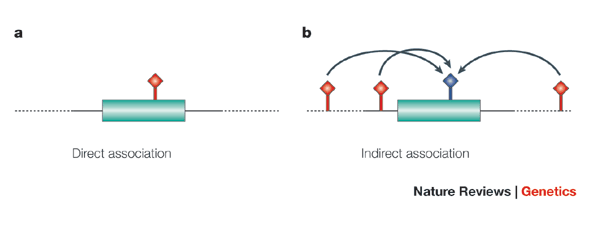 a
b
Direct association
Indirect association
Nature Reviews | Genetics